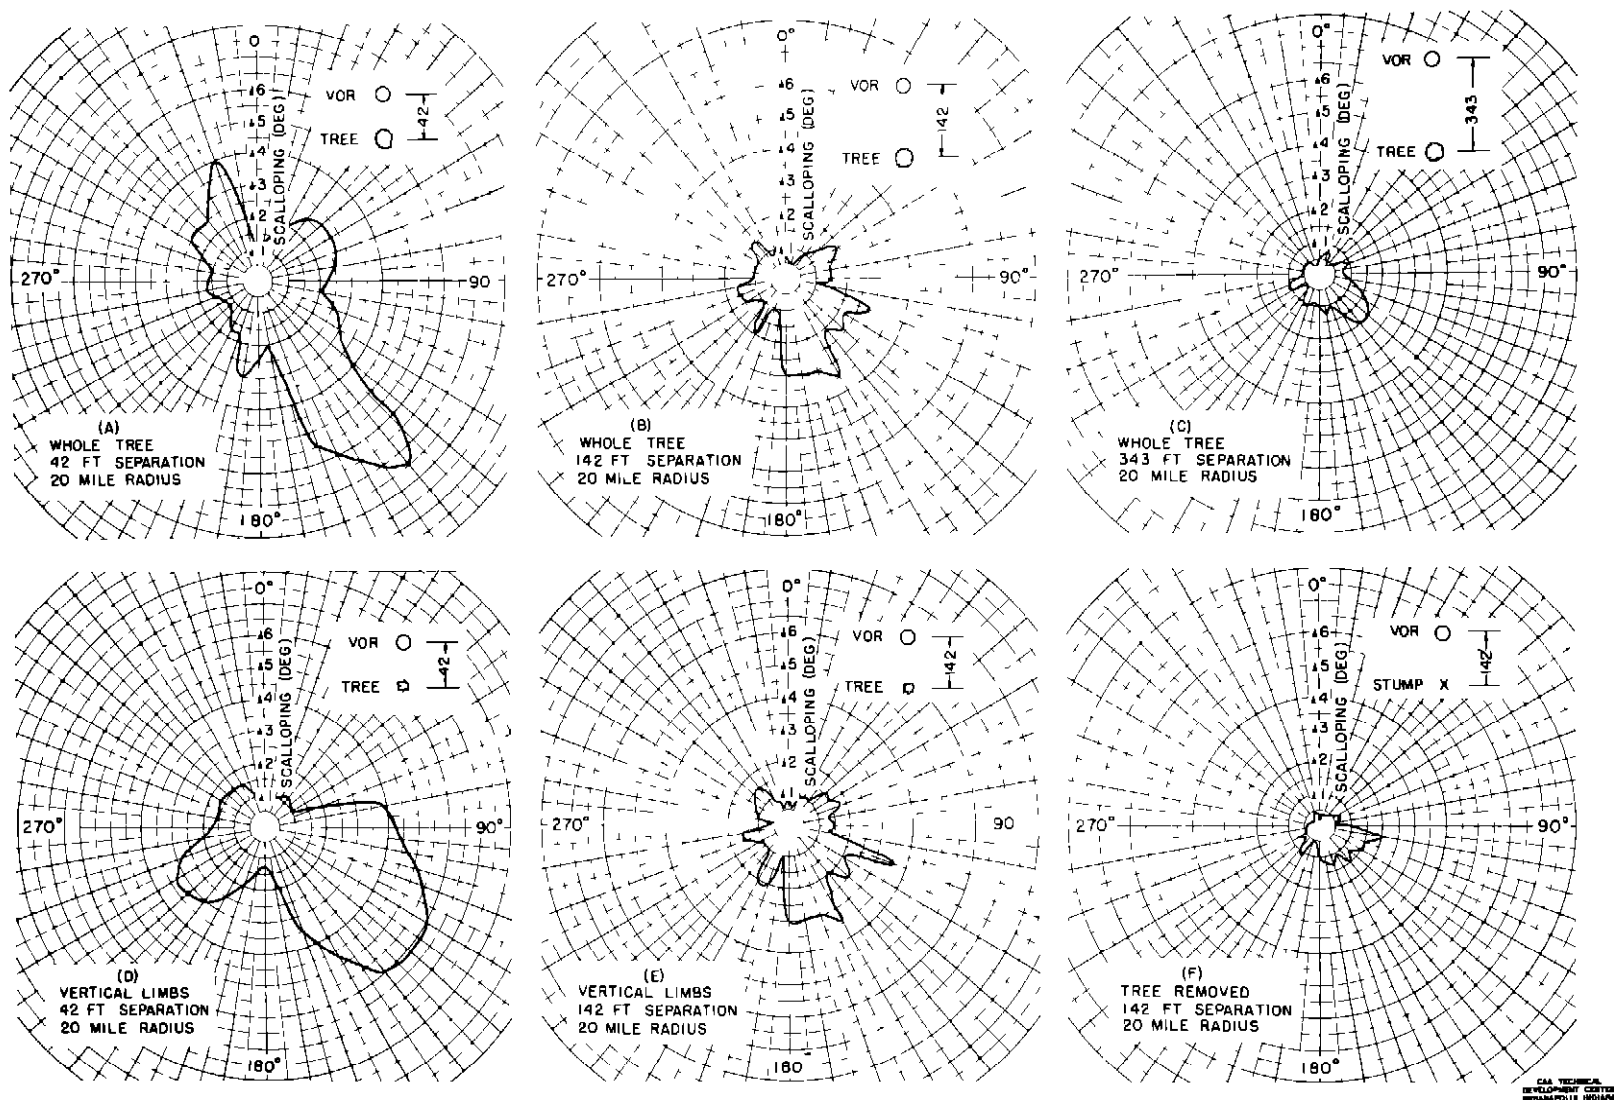 0
6
5
4
3
2
1
SCALLOPING (DEG)
VOR
42
TREE
270°
90
180°
(A)
WHOLE TREE
42 FT SEPARATION
20 MILE RADIUS
0°
6
5
4
3
2
SCALLOPING (DEG)
VOR
142
TREE
270°
90°
180°
(B)
WHOLE TREE
142 FT SEPARATION
20 MILE RADIUS
0°
6
5
4
3
2
SCALLOPING (DEG)
VOR
343
TREE
270°
90°
180°
(C)
WHOLE TREE
343 FT SEPARATION
20 MILE RADIUS
0°
6
5
4
3
2
1
SCALLOPING (DEG)
VOR
42
TREE
270°
90°
180°
(D)
VERTICAL LIMBS
42 FT SEPARATION
20 MILE RADIUS
0°
6
5
4
3
2
SCALLOPING (DEG)
VOR
142
TREE
270°
90
180
(E)
VERTICAL LIMBS
142 FT SEPARATION
20 MILE RADIUS
0°
6
5
4
3
2
SCALLOPING (DEG)
VOR
142
STUMP X
270°
90°
180°
(F)
TREE REMOVED
142 FT SEPARATION
20 MILE RADIUS
CAA TECHNICAL
DEVELOPMENT CENTER
INDIANAPOLIS INDIANA